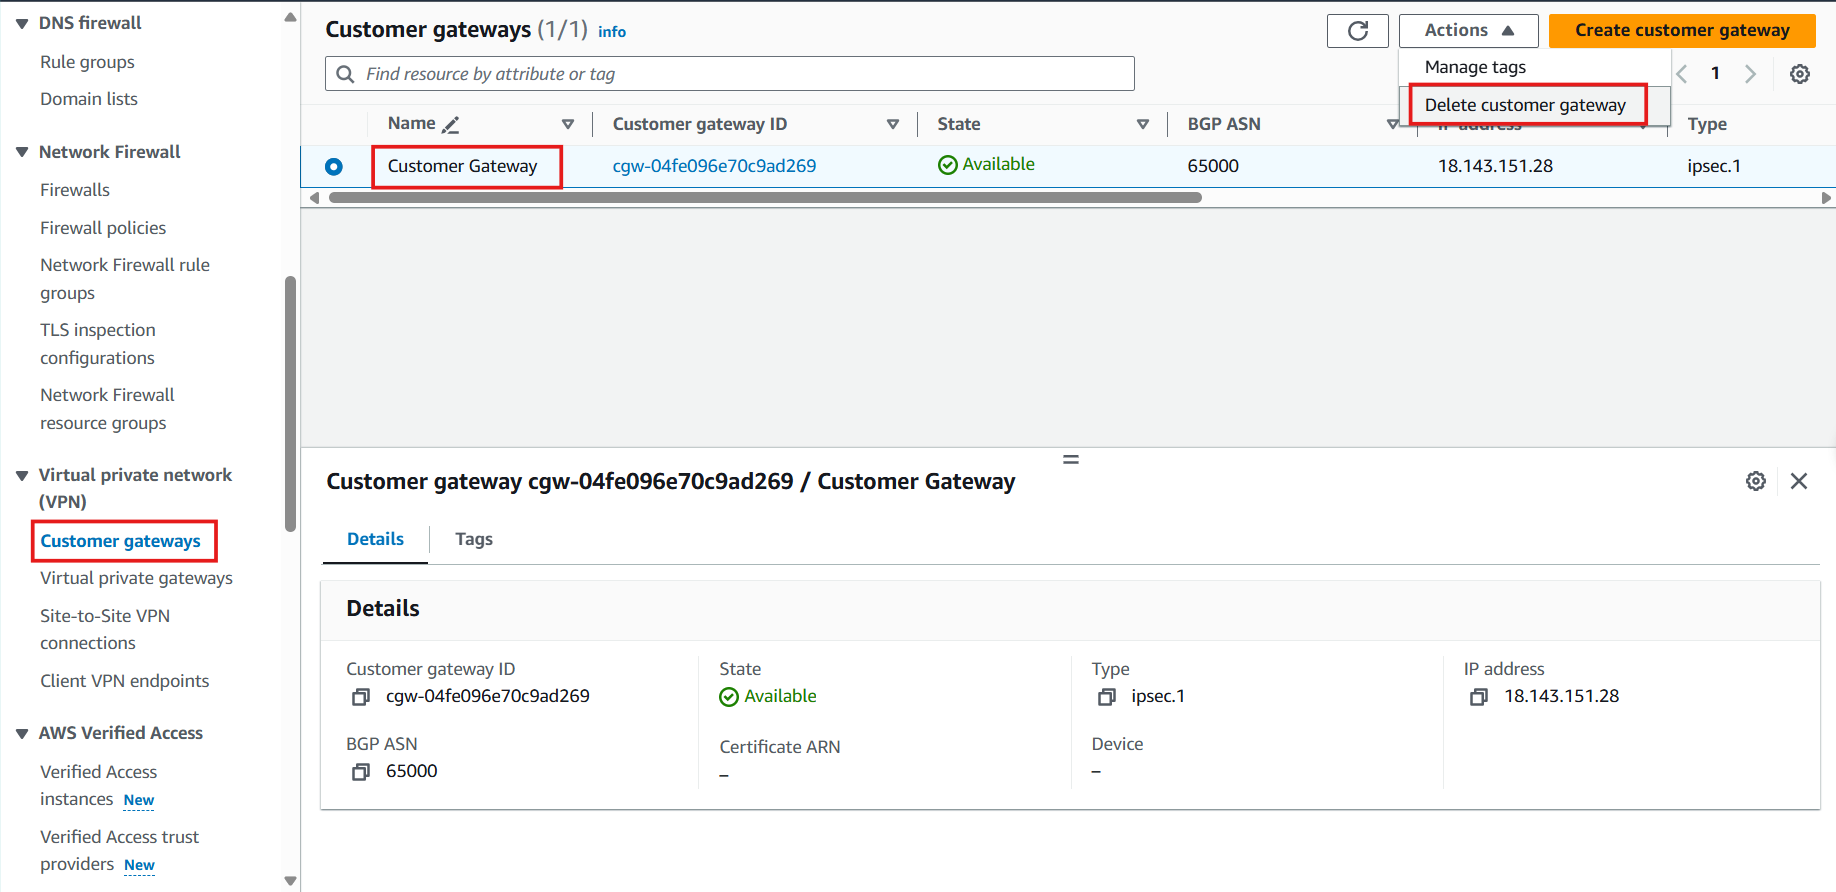 DNS firewall
Rule groups
Domain lists
Network Firewall
Firewalls
Firewall policies
Network Firewall rule
groups
TLS inspection
configurations
Network Firewall
resource groups
Virtual private network
(VPN)
Customer gateways
Virtual private gateways
Site-to-Site VPN
connections
Client VPN endpoints
AWS Verified Access
Verified Access
instances New
Verified Access trust
providers New
Customer gateways (1/1) info
Actions
Create customer gateway
Find resource by attribute or tag
Manage tags
1
Delete customer gateway
Name Customer gateway ID State BGP ASN IP address Type
Customer Gateway cgw-04fe096e70c9ad269 Available 65000 18.143.151.28 ipsec.1
Customer gateway cgw-04fe096e70c9ad269 / Customer Gateway
Details Tags
Details
Customer gateway ID
cgw-04fe096e70c9ad269
State
Available
Type
ipsec.1
IP address
18.143.151.28
BGP ASN
65000
Certificate ARN
–
Device
–